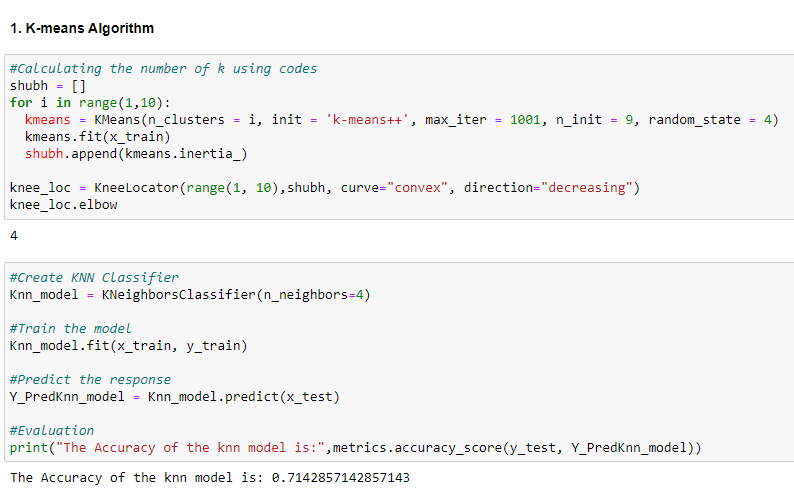 1. K-means Algorithm
#Calculating the number of k using codes
shubh = []
for i in range(1,10):
  kmeans = KMeans(n_clusters = i, init = 'k-means++', max_iter = 1001, n_init = 9, random_state = 4)
  kmeans.fit(x_train)
  shubh.append(kmeans.inertia_)
knee_loc = KneeLocator(range(1, 10),shubh, curve="convex", direction="decreasing")
knee_loc.elbow
4
#Create KNN Classifier
Knn_model = KNeighborsClassifier(n_neighbors=4)
#Train the model
Knn_model.fit(x_train, y_train)
#Predict the response
Y_PredKnn_model = Knn_model.predict(x_test)
#Evaluation
print("The Accuracy of the knn model is:",metrics.accuracy_score(y_test, Y_PredKnn_model))
The Accuracy of the knn model is: 0.7142857142857143